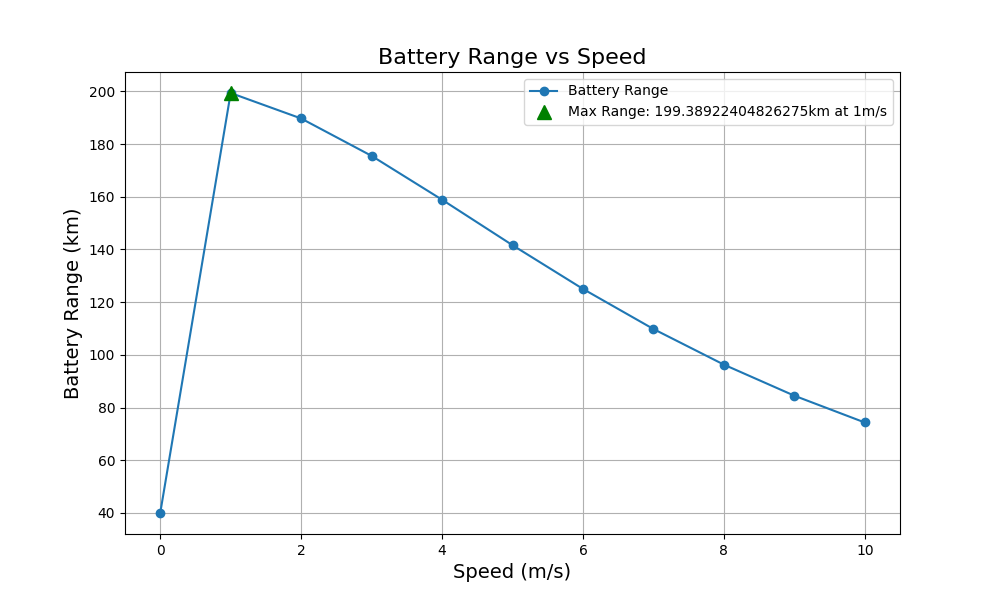 Battery Range vs Speed
Battery Range
Max Range: 199.38922404826275km at 1m/s
Battery Range (km)
200
180
160
140
120
100
80
60
40
0 2 4 6 8 10
Speed (m/s)